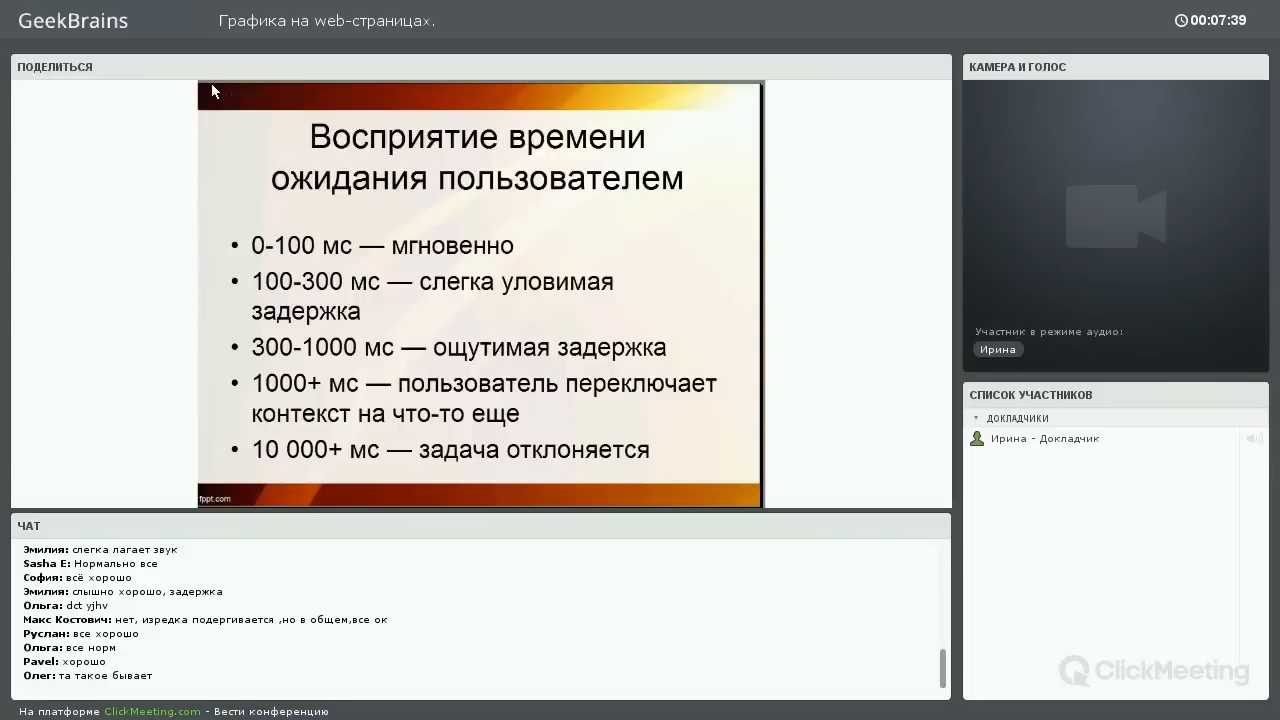 GeekBrains
Графика на web-страницах.
00:07:39
ПОДЕЛИТЬСЯ
Восприятие времени
ожидания пользователем
• 0-100 мс — мгновенно
• 100-300 мс — слегка уловимая
задержка
• 300-1000 мс — ощутимая задержка
• 1000+ мс — пользователь переключает
контекст на что-то еще
• 10 000+ мс — задача отклоняется
fppt.com
КАМЕРА И ГОЛОС
Участник в режиме аудио:
Ирина
СПИСОК УЧАСТНИКОВ
ДОКЛАДЧИКИ
Ирина - Докладчик
ClickMeeting
ЧАТ
Эмилия: слегка лагает звук
Sasha E: Нормально все
София: всё хорошо
Эмилия: слышно хорошо, задержка
Ольга: dct yjhv
Макс Костович: нет, изредка подергивается ,но в общем,все ок
Руслан: все хорошо
Ольга: все норм
Pavel: хорошо
Олег: та такое бывает
На платформе ClickMeeting.com - Вести конференцию